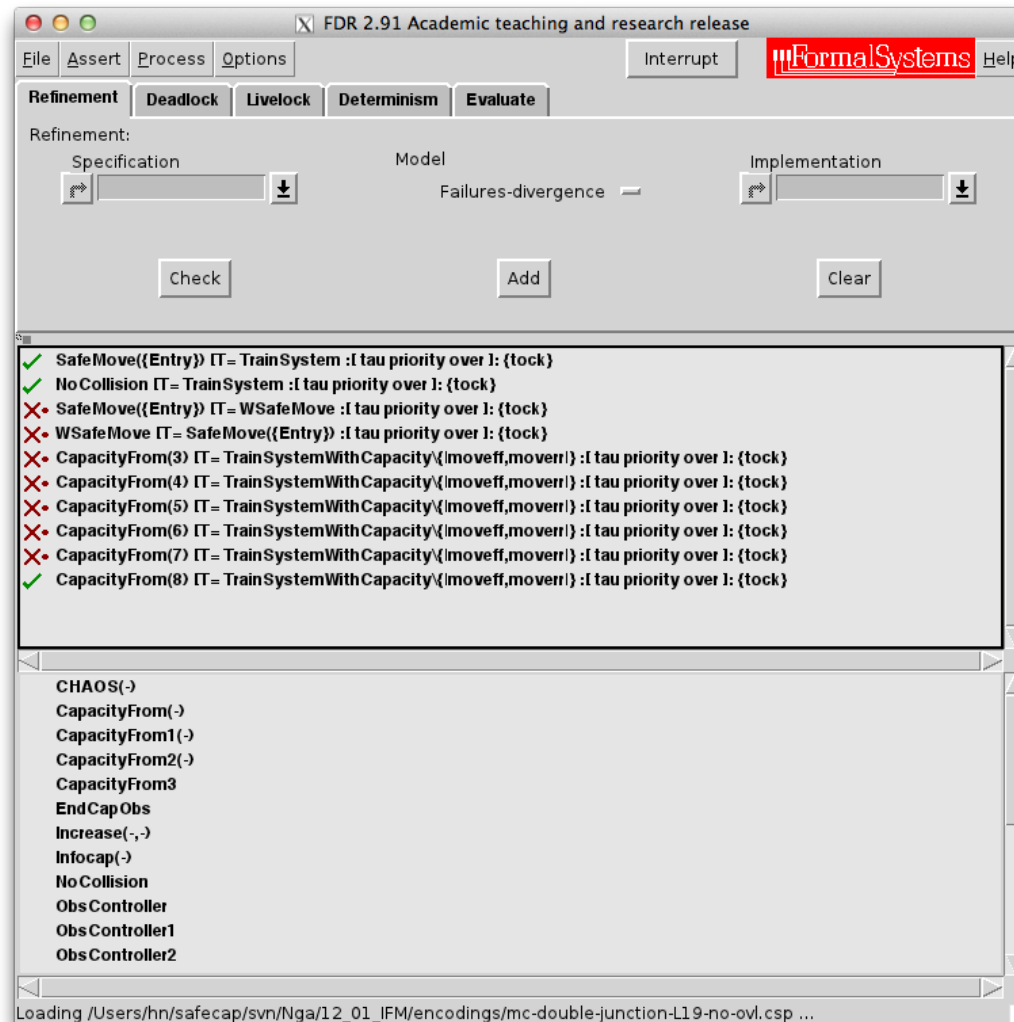 FDR 2.91 Academic teaching and research release
File Assert Process Options Interrupt FormalSystems Help
Refinement Deadlock Livelock Determinism Evaluate
Refinement:
Specification Model Implementation
Failures-divergence
Check Add Clear
SafeMove({Entry}) [T= TrainSystem :[ tau priority over ]: {tock}
NoCollision [T= TrainSystem :[ tau priority over ]: {tock}
SafeMove({Entry}) [T= WSafeMove :[ tau priority over ]: {tock}
WSafeMove [T= SafeMove({Entry}) :[ tau priority over ]: {tock}
CapacityFrom(3) [T= TrainSystemWithCapacity\{|moveff,moverr|} :[ tau priority over ]: {tock}
CapacityFrom(4) [T= TrainSystemWithCapacity\{|moveff,moverr|} :[ tau priority over ]: {tock}
CapacityFrom(5) [T= TrainSystemWithCapacity\{|moveff,moverr|} :[ tau priority over ]: {tock}
CapacityFrom(6) [T= TrainSystemWithCapacity\{|moveff,moverr|} :[ tau priority over ]: {tock}
CapacityFrom(7) [T= TrainSystemWithCapacity\{|moveff,moverr|} :[ tau priority over ]: {tock}
CapacityFrom(8) [T= TrainSystemWithCapacity\{|moveff,moverr|} :[ tau priority over ]: {tock}
CHAOS(-)
CapacityFrom(-)
CapacityFrom1(-)
CapacityFrom2(-)
CapacityFrom3
EndCapObs
Increase(-,-)
Infocap(-)
NoCollision
ObsController
ObsController1
ObsController2
Loading /Users/hn/safecap/svn/Nga/12_01_IFM/encodings/mc-double-junction-L19-no-ovl.csp ...